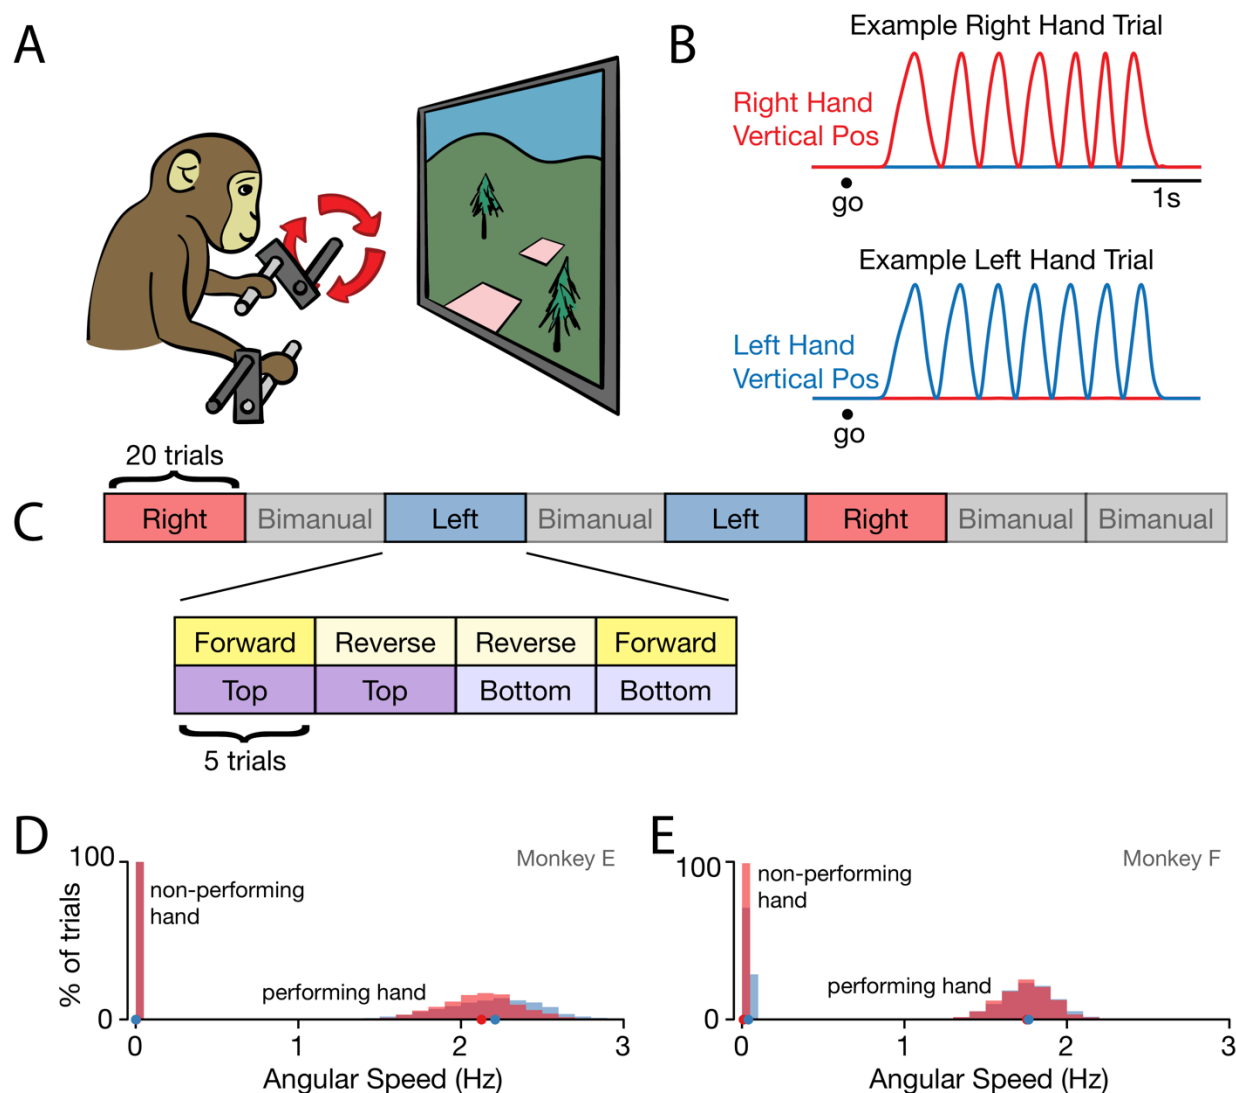 A
B
Example Right Hand Trial
Right Hand
Vertical Pos
go
1s
Example Left Hand Trial
Left Hand
Vertical Pos
go
20 trials
C
Right Bimanual Left Bimanual Left Right Bimanual Bimanual
Forward Reverse Reverse Forward
Top Top Bottom Bottom
5 trials
D
Monkey E
% of trials
100
0
non-performing
hand
performing hand
0 1 2 3
Angular Speed (Hz)
E
Monkey F
100
0
non-performing
hand
performing hand
0 1 2 3
Angular Speed (Hz)